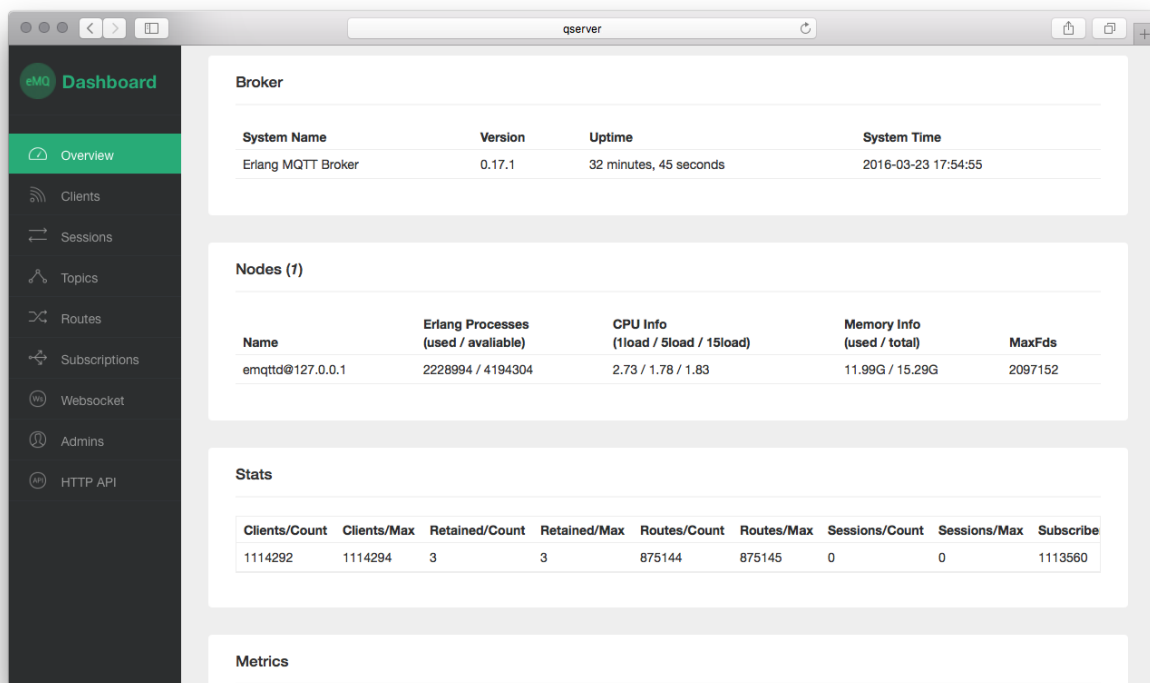 qserver
eMQ Dashboard
Overview
Clients
Sessions
Topics
Routes
Subscriptions
Ws Websocket
Admins
API HTTP API
Broker
System Name Version Uptime System Time
Erlang MQTT Broker 0.17.1 32 minutes, 45 seconds 2016-03-23 17:54:55
Nodes (1)
Erlang Processes CPU Info Memory Info
Name (used / avaliable) (1load / 5load / 15load) (used / total) MaxFds
emqttd@127.0.0.1 2228994 / 4194304 2.73 / 1.78 / 1.83 11.99G / 15.29G 2097152
Stats
Clients/Count Clients/Max Retained/Count Retained/Max Routes/Count Routes/Max Sessions/Count Sessions/Max Subscribe
1114292 1114294 3 3 875144 875145 0 0 1113560
Metrics